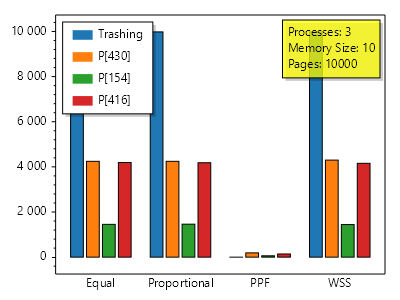 Trashing
P[430]
P[154]
P[416]
Processes: 3
Memory Size: 10
Pages: 10000
10 000
8 000
6 000
4 000
2 000
0
Equal
Proportional
PPF
WSS